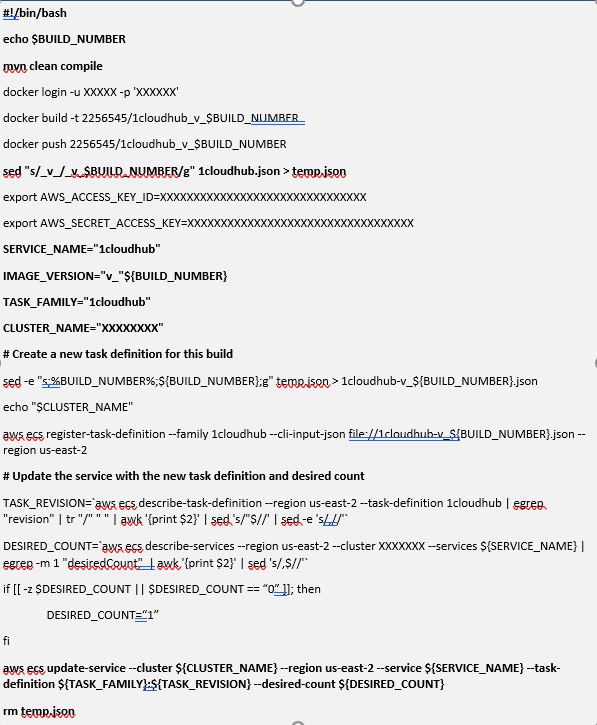 #!/bin/bash
echo $BUILD_NUMBER
mvn clean compile
docker login -u XXXXX -p 'XXXXXX'
docker build -t 2256545/1cloudhub_v_$BUILD_NUMBER
docker push 2256545/1cloudhub_v_$BUILD_NUMBER
sed "s/_v_/_v_$BUILD_NUMBER/g" 1cloudhub.json > temp.json
export AWS_ACCESS_KEY_ID=XXXXXXXXXXXXXXXXXXXXXXXXXXXXXXX
export AWS_SECRET_ACCESS_KEY=XXXXXXXXXXXXXXXXXXXXXXXXXXXXXXXXXX
SERVICE_NAME="1cloudhub"
IMAGE_VERSION="v_"${BUILD_NUMBER}
TASK_FAMILY="1cloudhub"
CLUSTER_NAME="XXXXXXXX"
# Create a new task definition for this build
sed -e "s;%BUILD_NUMBER%;${BUILD_NUMBER};g" temp.json > 1cloudhub-v_${BUILD_NUMBER}.json
echo "$CLUSTER_NAME"
aws ecs register-task-definition --family 1cloudhub --cli-input-json file://1cloudhub-v_${BUILD_NUMBER}.json --
region us-east-2
# Update the service with the new task definition and desired count
TASK_REVISION=`aws ecs describe-task-definition --region us-east-2 --task-definition 1cloudhub | egrep
"revision" | tr "/" " " | awk '{print $2}' | sed 's/"$//' | sed -e 's/,//'`
DESIRED_COUNT=`aws ecs describe-services --region us-east-2 --cluster XXXXXXX --services ${SERVICE_NAME} |
egrep -m 1 "desiredCount" | awk '{print $2}' | sed 's/,$//'`
if [[ -z $DESIRED_COUNT || $DESIRED_COUNT == “0” ]]; then
DESIRED_COUNT=“1”
fi
aws ecs update-service --cluster ${CLUSTER_NAME} --region us-east-2 --service ${SERVICE_NAME} --task-
definition ${TASK_FAMILY}:${TASK_REVISION} --desired-count ${DESIRED_COUNT}
rm temp.json